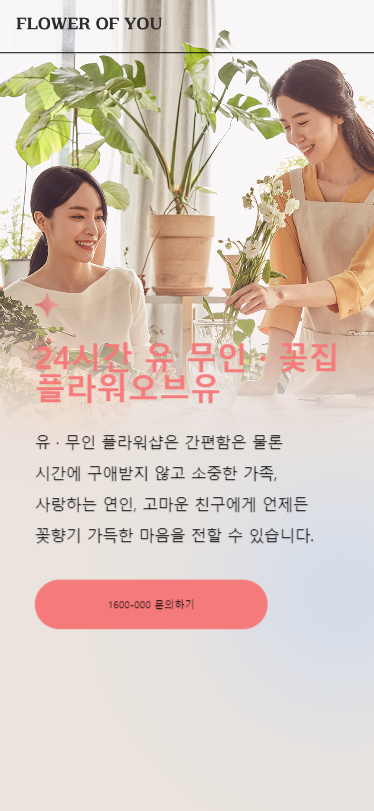 FLOWER OF YOU
24시간 유·무인· 꽃집
플라워오브유
유 · 무인 플라워샵은 간편함은 물론
시간에 구애받지 않고 소중한 가족,
사랑하는 연인, 고마운 친구에게 언제든
꽃향기 가득한 마음을 전할 수 있습니다.
1600-000 문의하기